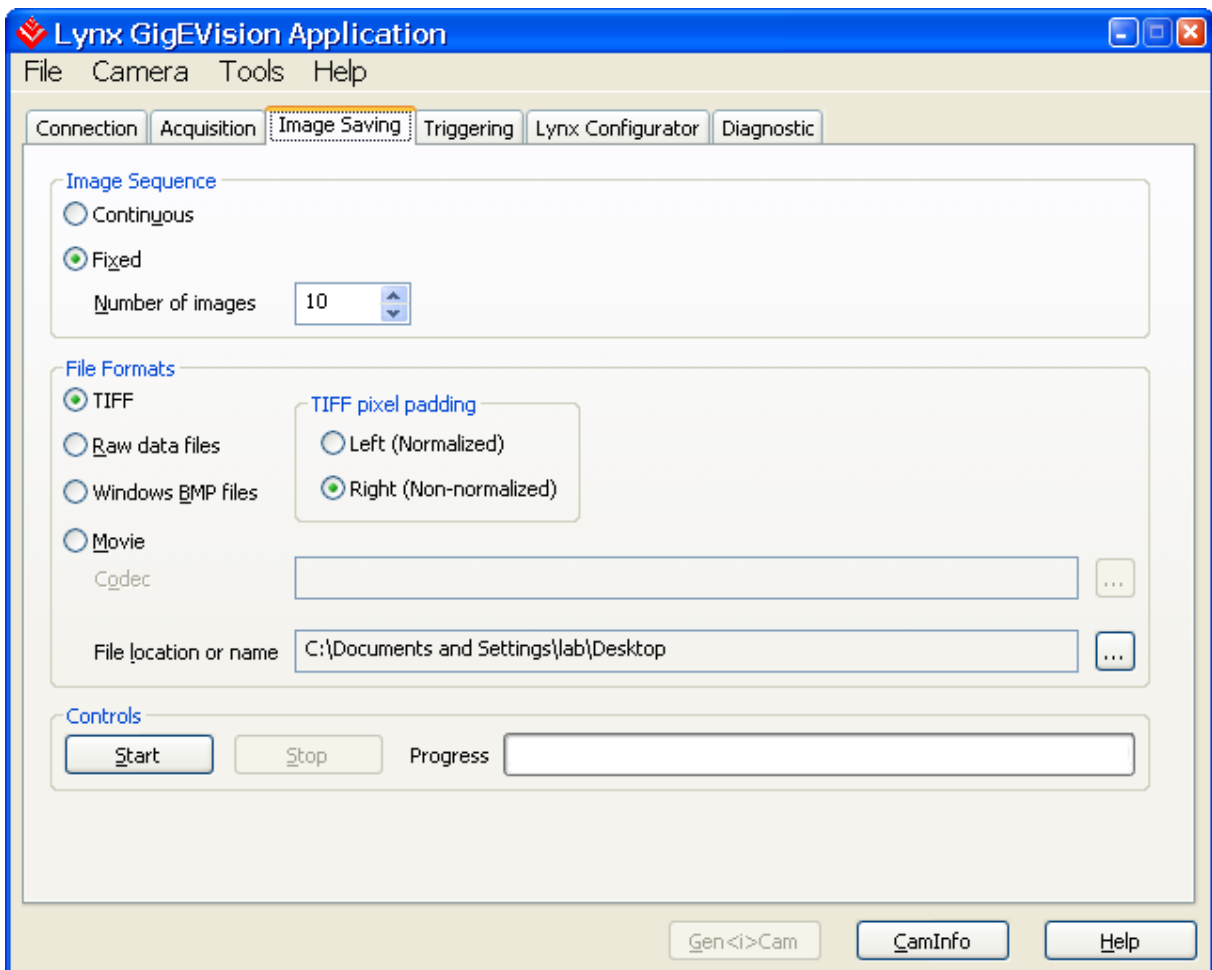 Lynx GigEVision Application
File Camera Tools Help
Connection Acquisition Image Saving Triggering Lynx Configurator Diagnostic
Image Sequence
Continuous
Fixed
Number of images 10
File Formats
TIFF
TIFF pixel padding
Left (Normalized)
Raw data files
Right (Non-normalized)
Windows BMP files
Movie
Codec ...
File location or name C:\Documents and Settings\lab\Desktop ...
Controls
Start Stop Progress
Gen<i>Cam CamInfo Help